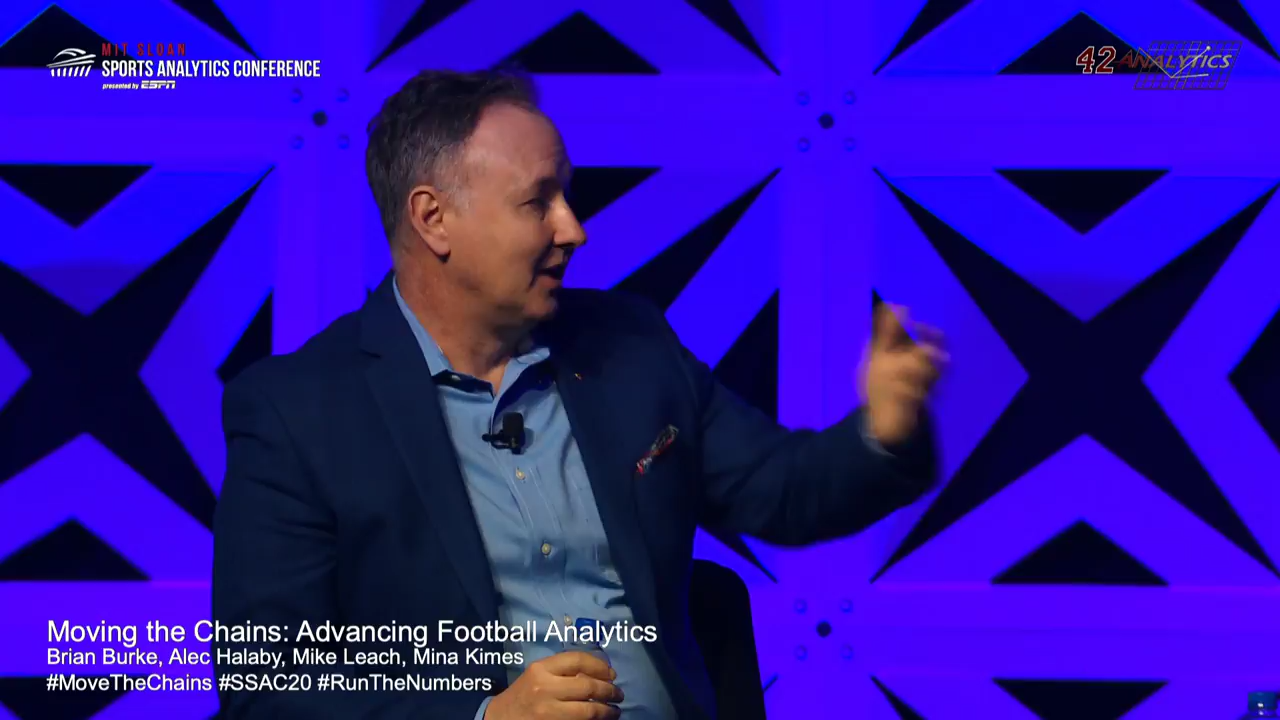 MIT SLOAN
SPORTS ANALYTICS CONFERENCE
presented by ESPN
42 ANALYTICS
Moving the Chains: Advancing Football Analytics
Brian Burke, Alec Halaby, Mike Leach, Mina Kimes
#MoveTheChains #SSAC20 #RunTheNumbers